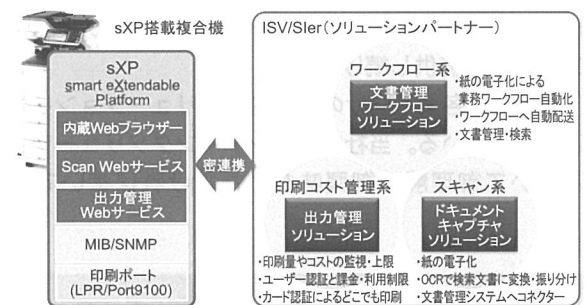 sXP搭載複合機
sXP
smart eXtendable
Platform
内蔵Webブラウザー
Scan Webサービス
出力管理
Webサービス
MIB/SNMP
印刷ポート
(LPR/Port9100)
密連携
ISV/SIer(ソリューションパートナー)
ワークフロー系
文書管理
ワークフロー
ソリューション
・紙の電子化による
業務ワークフロー自動化
・ワークフローへ自動配送
・文書管理・検索
印刷コスト管理系
出力管理
ソリューション
・印刷量やコストの監視・上限
・ユーザー認証と課金・利用制限
・カード認証によるどこでも印刷
スキャン系
ドキュメント
キャプチャ
ソリューション
・紙の電子化
・OCRで検索文書に変換・振り分け
・文書管理システムへコネクター